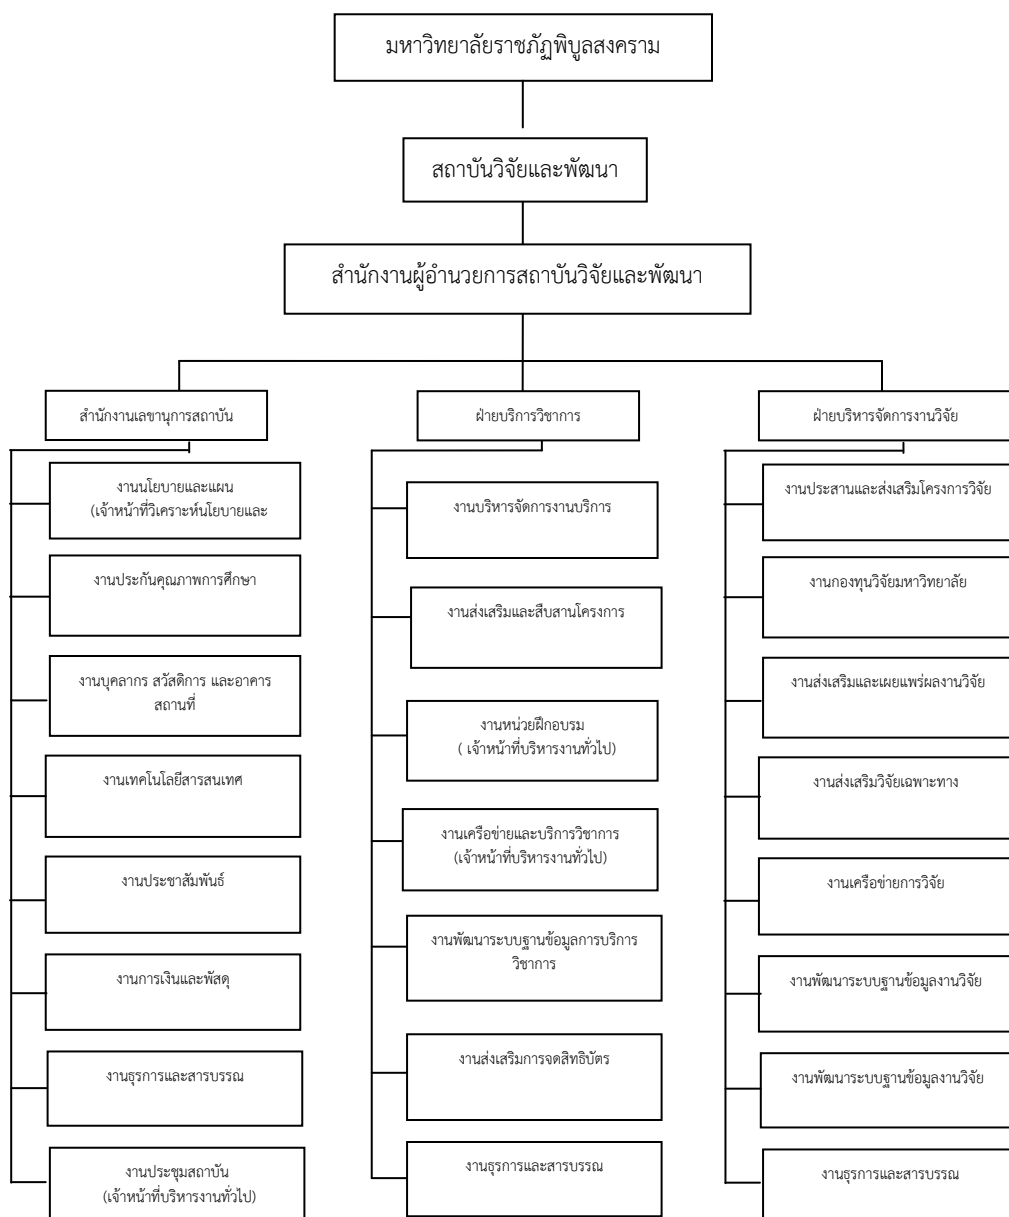 มหาวิทยาลัยราชภัฏพิบูลสงคราม
สถาบันวิจัยและพัฒนา
สำนักงานผู้อำนวยการสถาบันวิจัยและพัฒนา
สำนักงานเลขานุการสถาบัน
งานนโยบายและแผน
(เจ้าหน้าที่วิเคราะห์นโยบายและ
งานประกันคุณภาพการศึกษา
งานบุคลากร สวัสดิการ และอาคาร
สถานที่
งานเทคโนโลยีสารสนเทศ
งานประชาสัมพันธ์
งานการเงินและพัสดุ
งานธุรการและสารบรรณ
งานประชุมสถาบัน
(เจ้าหน้าที่บริหารงานทั่วไป)
ฝ่ายบริการวิชาการ
งานบริหารจัดการงานบริการ
งานส่งเสริมและสืบสานโครงการ
งานหน่วยฝึกอบรม
( เจ้าหน้าที่บริหารงานทั่วไป)
งานเครือข่ายและบริการวิชาการ
(เจ้าหน้าที่บริหารงานทั่วไป)
งานพัฒนาระบบฐานข้อมูลการบริการ
วิชาการ
งานส่งเสริมการจดสิทธิบัตร
งานธุรการและสารบรรณ
ฝ่ายบริหารจัดการงานวิจัย
งานประสานและส่งเสริมโครงการวิจัย
งานกองทุนวิจัยมหาวิทยาลัย
งานส่งเสริมและเผยแพร่ผลงานวิจัย
งานส่งเสริมวิจัยเฉพาะทาง
งานเครือข่ายการวิจัย
งานพัฒนาระบบฐานข้อมูลงานวิจัย
งานพัฒนาระบบฐานข้อมูลงานวิจัย
งานธุรการและสารบรรณ